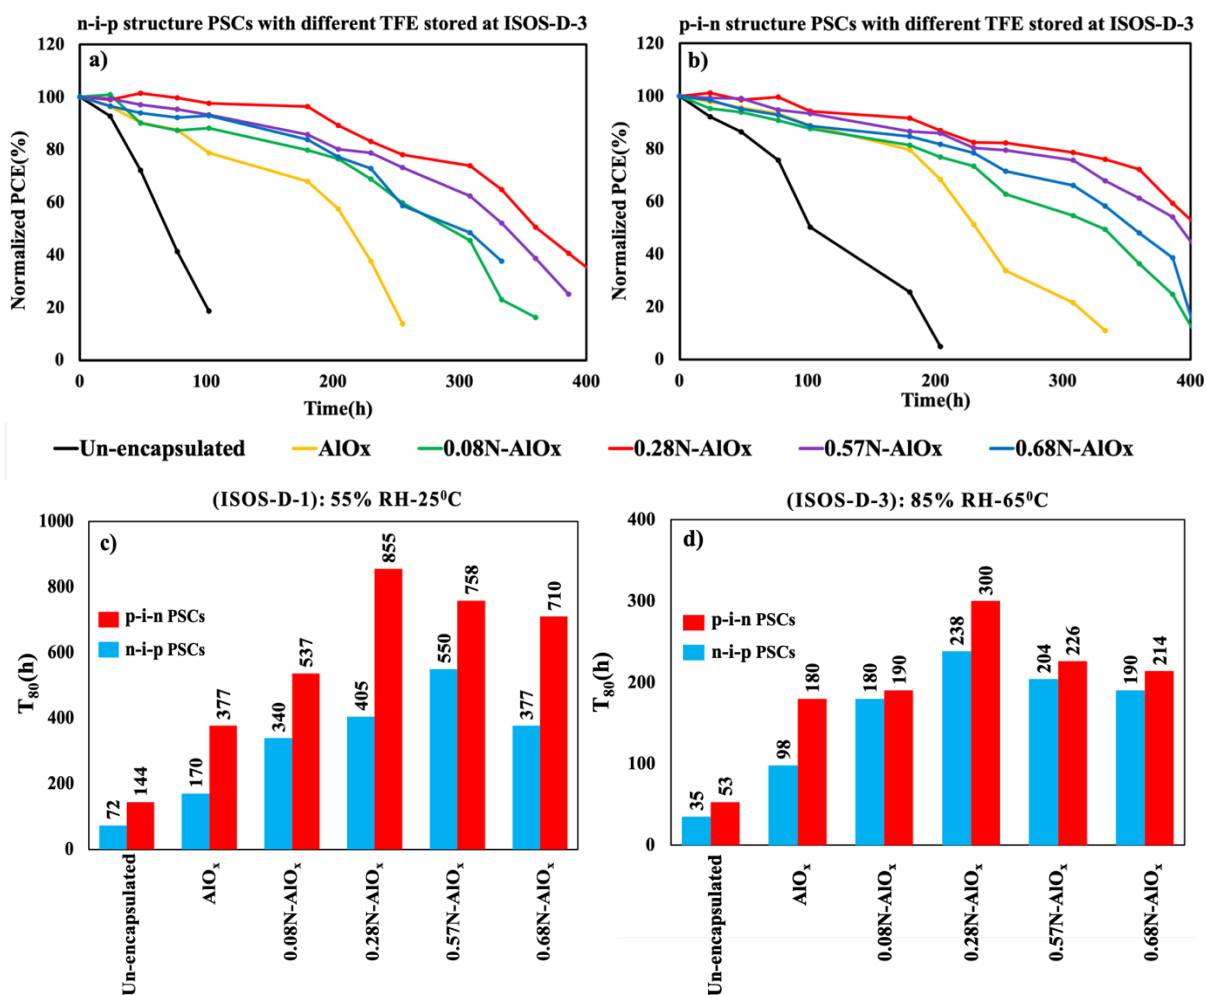 n-i-p structure PSCs with different TFE stored at ISOS-D-3
a)
Normalized PCE(%)
120
100
80
60
40
20
0
0 100 200 300 400
Time(h)
p-i-n structure PSCs with different TFE stored at ISOS-D-3
b)
Normalized PCE(%)
120
100
80
60
40
20
0
0 100 200 300 400
Time(h)
Un-encapsulated AlOx 0.08N-AlOx 0.28N-AlOx 0.57N-AlOx 0.68N-AlOx
(ISOS-D-1): 55% RH-25⁰C
c)
T₈₀(h)
1000
800
600
400
200
0
p-i-n PSCs
n-i-p PSCs
72 144 170 377 340 537 405 855 550 758 377 710
Un-encapsulated
AlOₓ
0.08N-AlOₓ
0.28N-AlOₓ
0.57N-AlOₓ
0.68N-AlOₓ
(ISOS-D-3): 85% RH-65⁰C
d)
T₈₀(h)
400
300
200
100
0
p-i-n PSCs
n-i-p PSCs
35 53 98 180 180 190 238 300 204 226 190 214
Un-encapsulated
AlOₓ
0.08N-AlOₓ
0.28N-AlOₓ
0.57N-AlOₓ
0.68N-AlOₓ